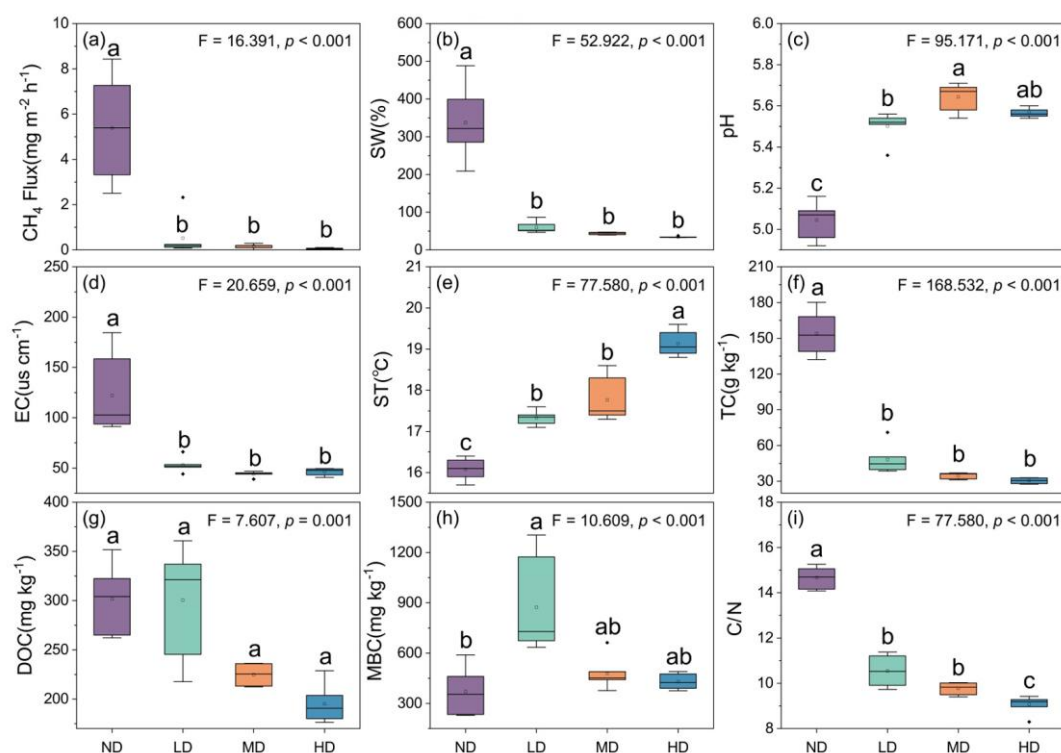 (a)
F = 16.391, p < 0.001
CH₄ Flux(mg m⁻² h⁻¹)
10
8
6
4
2
0
a
b
b
b
(b)
F = 52.922, p < 0.001
SW(%)
600
500
400
300
200
100
0
a
b
b
b
(c)
F = 95.171, p < 0.001
pH
6.0
5.8
5.6
5.4
5.2
5.0
c
b
a
ab
(d)
F = 20.659, p < 0.001
EC(us cm⁻¹)
250
200
150
100
50
a
b
b
b
(e)
F = 77.580, p < 0.001
ST(°C)
21
20
19
18
17
16
c
b
b
a
(f)
F = 168.532, p < 0.001
TC(g kg⁻¹)
210
180
150
120
90
60
30
a
b
b
b
(g)
F = 7.607, p = 0.001
DOC(mg kg⁻¹)
400
350
300
250
200
a
a
a
a
ND
LD
MD
HD
(h)
F = 10.609, p < 0.001
MBC(mg kg⁻¹)
1500
1200
900
600
300
b
a
ab
ab
ND
LD
MD
HD
(i)
F = 77.580, p < 0.001
C/N
18
16
14
12
10
8
a
b
b
c
ND
LD
MD
HD